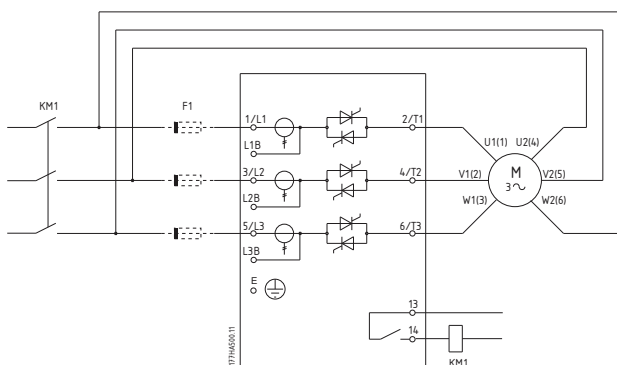 KM1
F1
1/L1
2/T1
U1(1)
U2(4)
L1B
3/L2
4/T2
V1(2)
M
3∿
V2(5)
L2B
W1(3)
W2(6)
5/L3
6/T3
L3B
E
13
14
KM1
177HA500.11